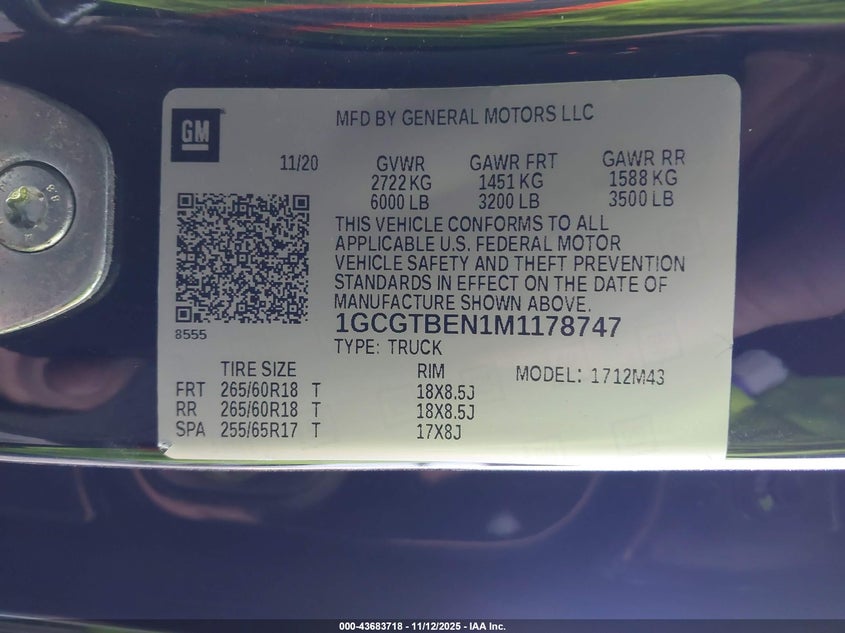 GM
MFD BY GENERAL MOTORS LLC
11/20 GVWR GAWR FRT GAWR RR
2722 KG 1451 KG 1588 KG
6000 LB 3200 LB 3500 LB
THIS VEHICLE CONFORMS TO ALL
APPLICABLE U.S. FEDERAL MOTOR
VEHICLE SAFETY AND THEFT PREVENTION
STANDARDS IN EFFECT ON THE DATE OF
MANUFACTURE SHOWN ABOVE.
8555
1GCGTBEN1M1178747
TYPE: TRUCK
TIRE SIZE RIM MODEL: 1712M43
FRT 265/60R18 T 18X8.5J
RR 265/60R18 T 18X8.5J
SPA 255/65R17 T 17X8J
8.8
000-43683718 - 11/12/2025 - IAA Inc.